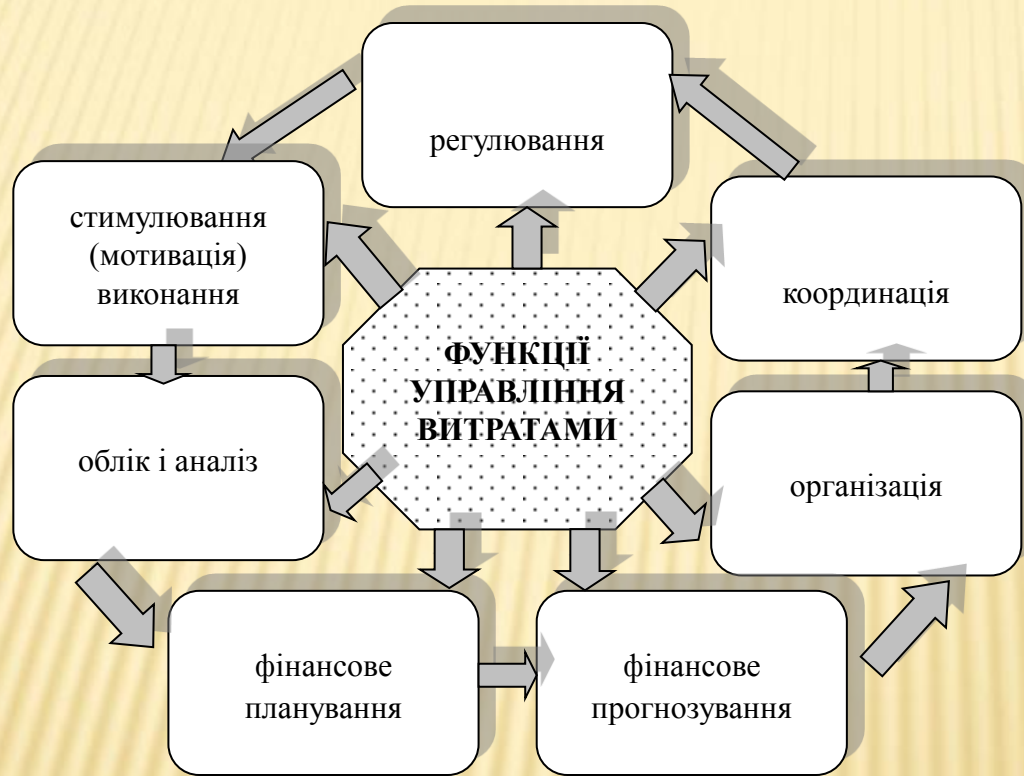 регулювання
стимулювання
(мотивація)
виконання
координація
ФУНКЦІЇ
УПРАВЛІННЯ
ВИТРАТАМИ
облік і аналіз
організація
фінансове
планування
фінансове
прогнозування